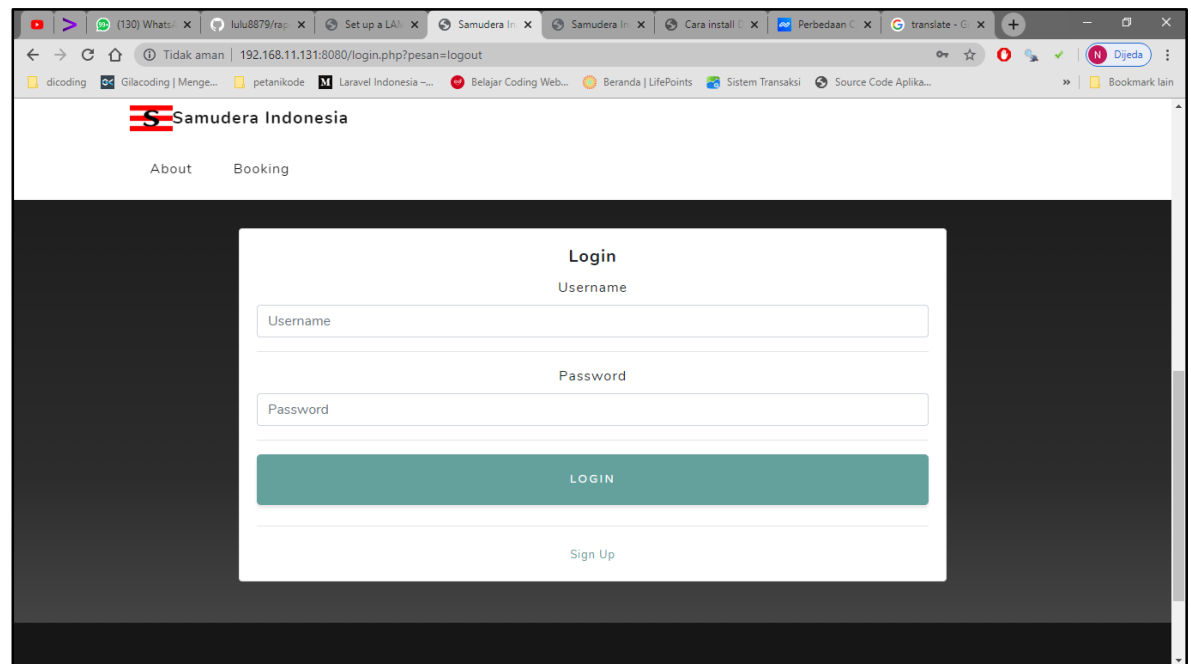 (130) Whats
lulu8879/rap
Set up a LAM
Samudera In
Samudera In
Cara install
Perbedaan
translate - G
Tidak aman
192.168.11.131:8080/login.php?pesan=logout
N Dijeda
dicoding
Gilacoding | Menge...
petanikode
M Laravel Indonesia –...
Belajar Coding Web...
Beranda | LifePoints
Sistem Transaksi
Source Code Aplika...
»
Bookmark lain
S Samudera Indonesia
About Booking
Login
Username
Username
Password
Password
LOGIN
Sign Up